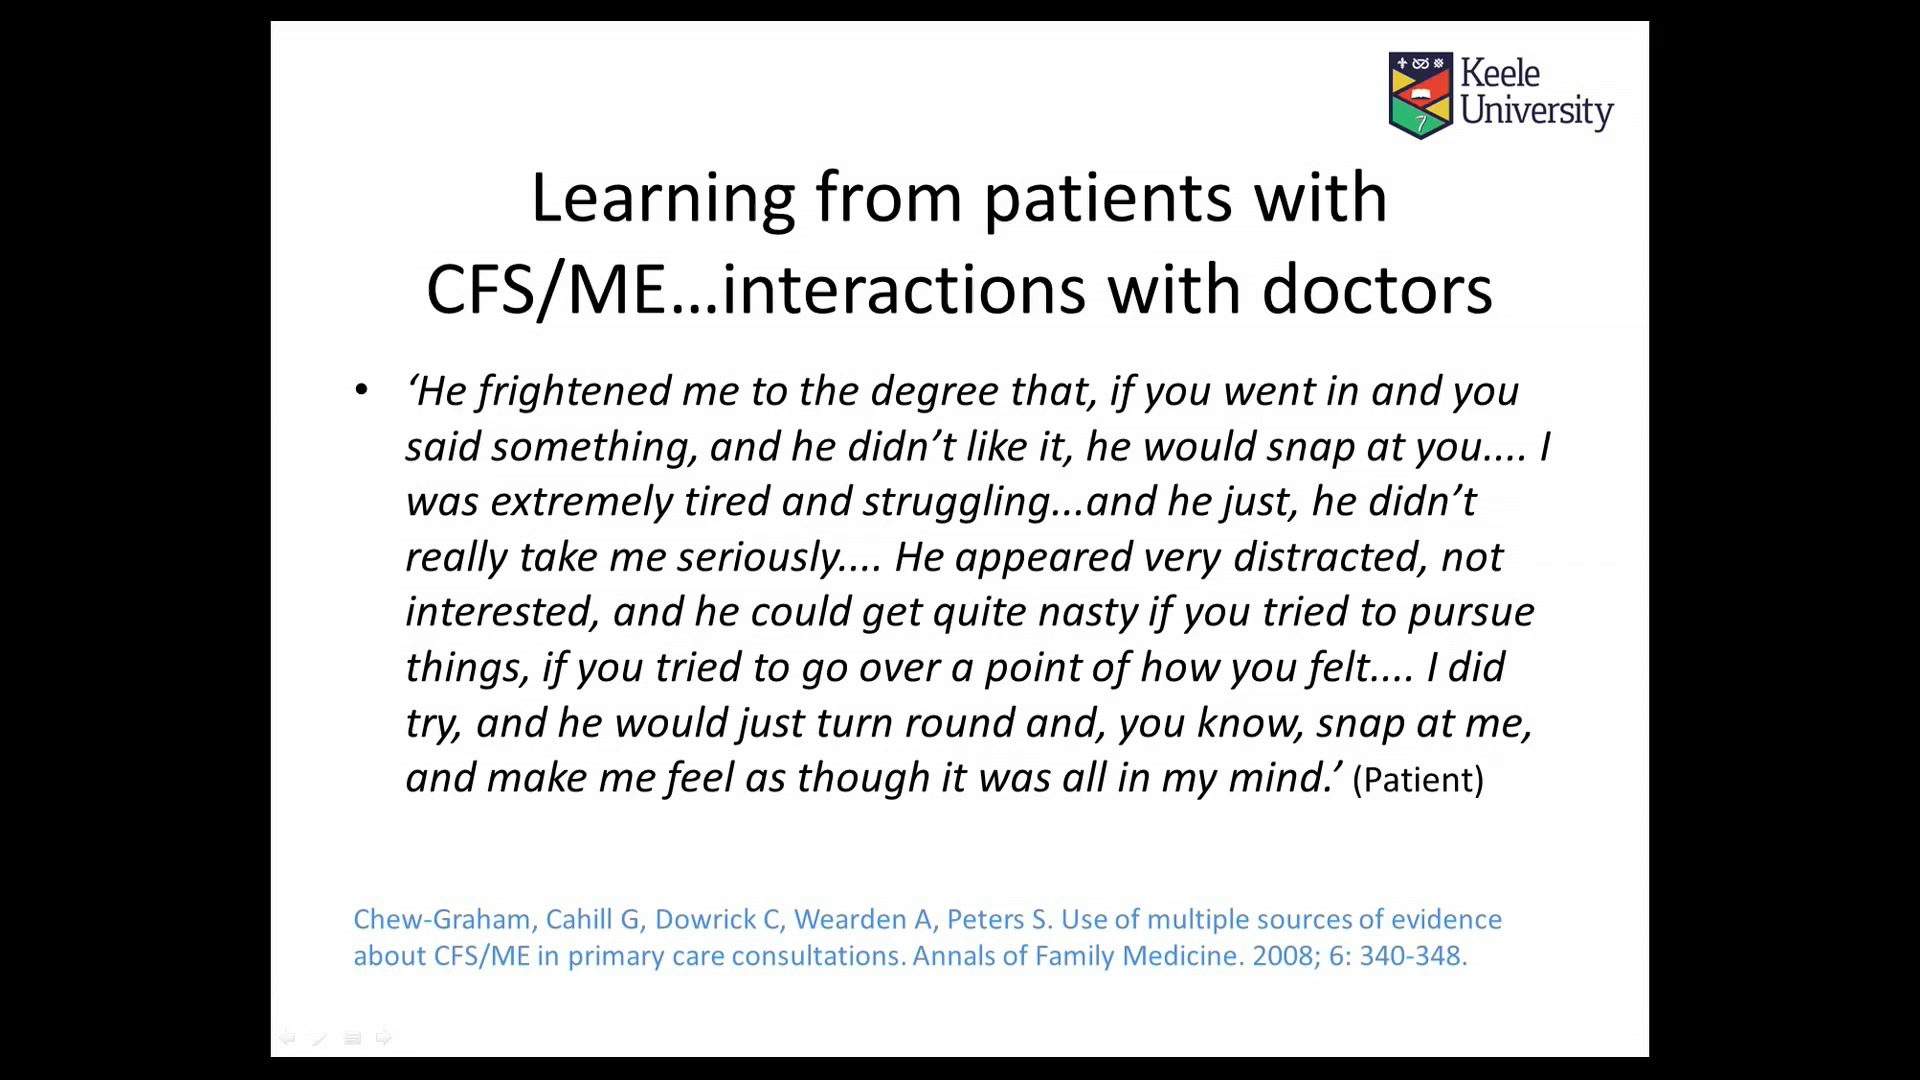 Keele
University
Learning from patients with
CFS/ME...interactions with doctors
• ‘He frightened me to the degree that, if you went in and you
said something, and he didn’t like it, he would snap at you.... I
was extremely tired and struggling...and he just, he didn’t
really take me seriously.... He appeared very distracted, not
interested, and he could get quite nasty if you tried to pursue
things, if you tried to go over a point of how you felt.... I did
try, and he would just turn round and, you know, snap at me,
and make me feel as though it was all in my mind.’ (Patient)
Chew-Graham, Cahill G, Dowrick C, Wearden A, Peters S. Use of multiple sources of evidence
about CFS/ME in primary care consultations. Annals of Family Medicine. 2008; 6: 340-348.